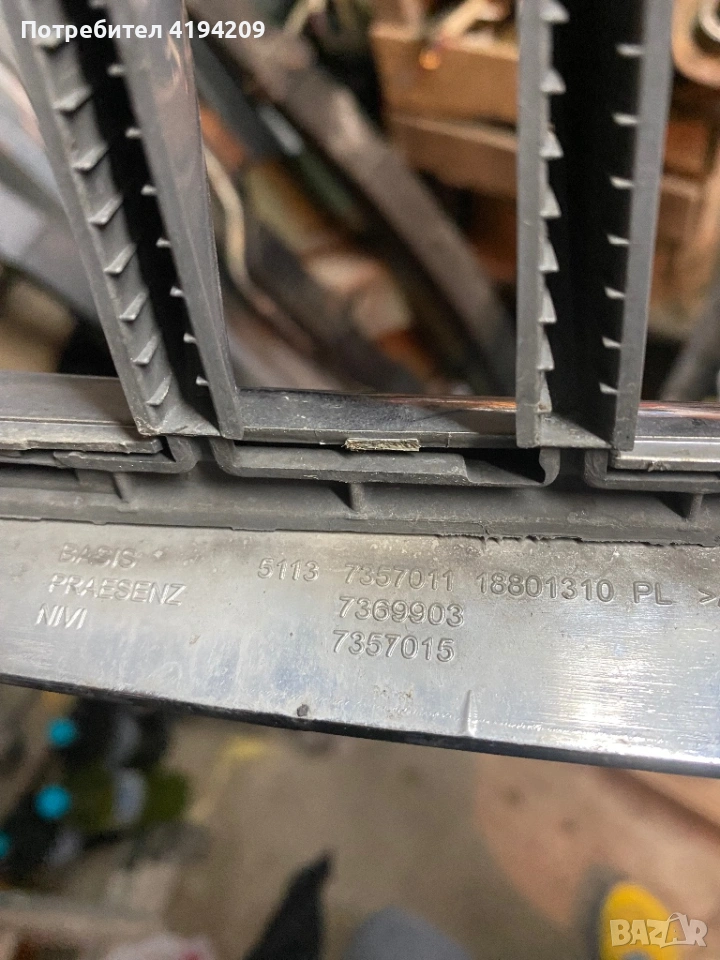 Потребител 4194209
BASIS 5113 7357011 18801310 PL >
PRAESENZ 7369903
NIVI 7357015
BAZAR